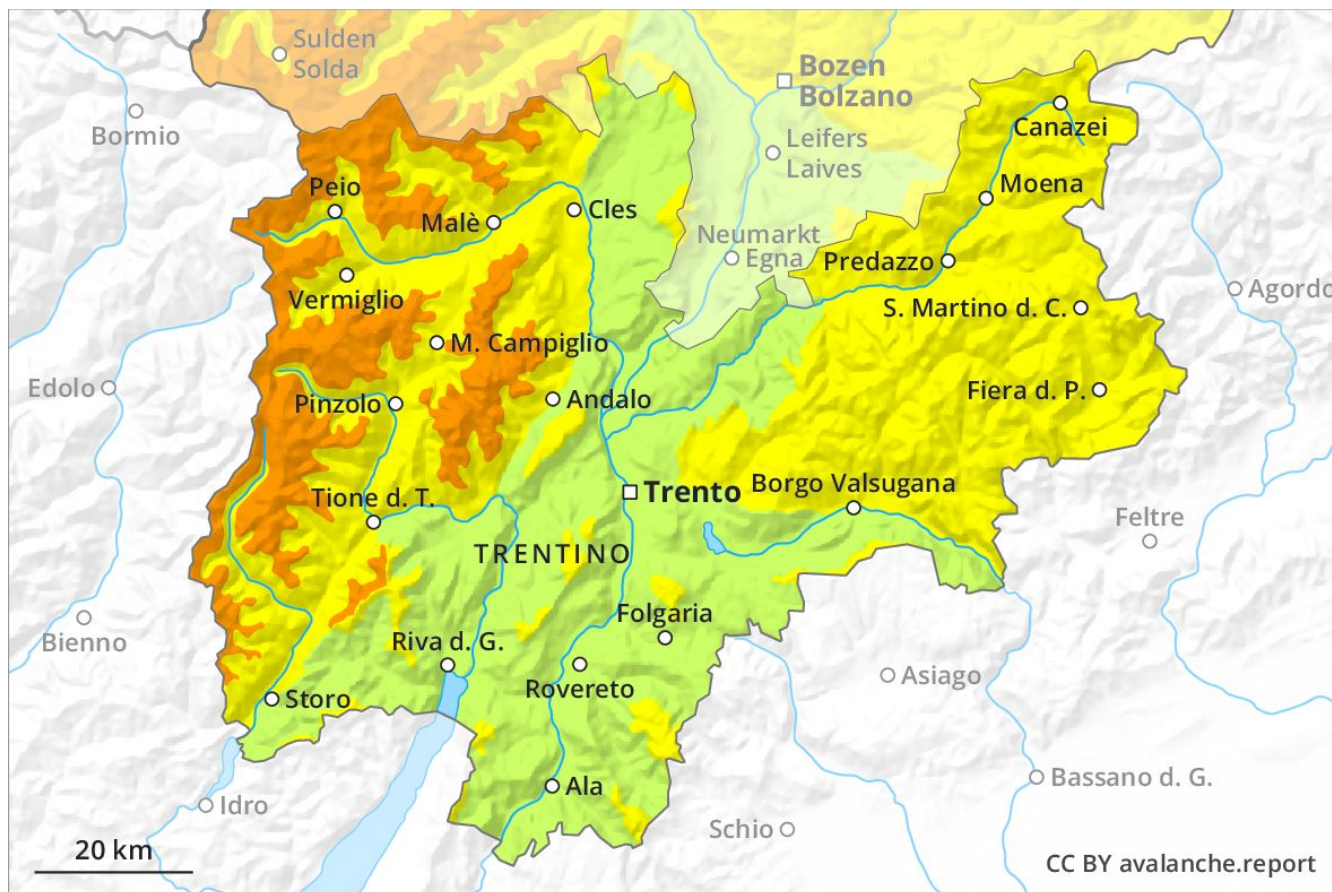 Sulden
Solda
Bozen
Bolzano
Bormio
Canazei
Leifers
Laives
Peio
Moena
Malè
Cles
Neumarkt
Egna
Predazzo
Vermiglio
S. Martino d. C.
Agordo
M. Campiglio
Edolo
Pinzolo
Andalo
Fiera d. P.
Tione d. T.
Trento
Borgo Valsugana
Feltre
TRENTINO
Bienno
Folgaria
Riva d. G.
Asiago
Storo
Rovereto
Ala
Bassano d. G.
Idro
Schio
20 km
CC BY avalanche.report